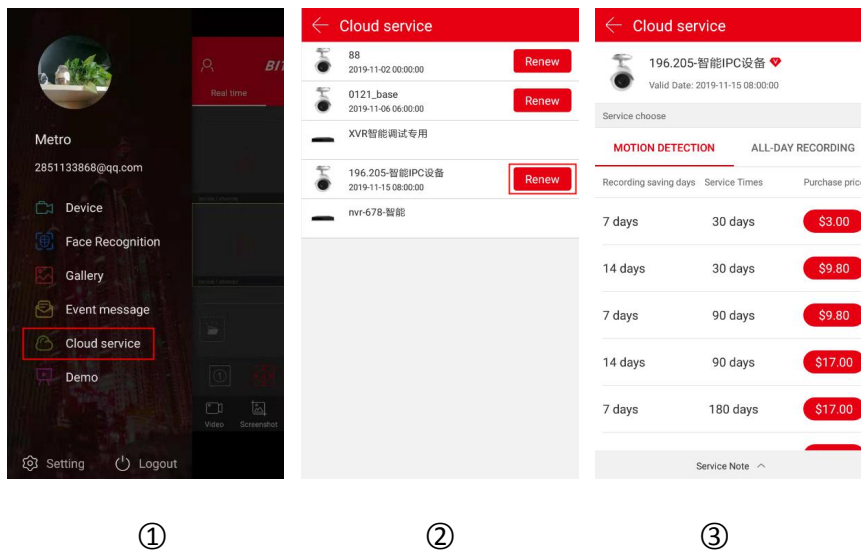 BIT
Real time
Metro
2851133868@qq.com
Device
Face Recognition
Gallery
Event message
Cloud service
Demo
Video Screenshot
Setting Logout
①
Cloud service
88
2019-11-02 00:00:00
Renew
0121_base
2019-11-06 06:00:00
Renew
XVR智能调试专用
196.205-智能IPC设备
2019-11-15 08:00:00
Renew
nvr-678-智能
②
Cloud service
196.205-智能IPC设备
Valid Date: 2019-11-15 08:00:00
Service choose
MOTION DETECTION ALL-DAY RECORDING
Recording saving days Service Times Purchase price
7 days 30 days $3.00
14 days 30 days $9.80
7 days 90 days $9.80
14 days 90 days $17.00
7 days 180 days $17.00
Service Note
③